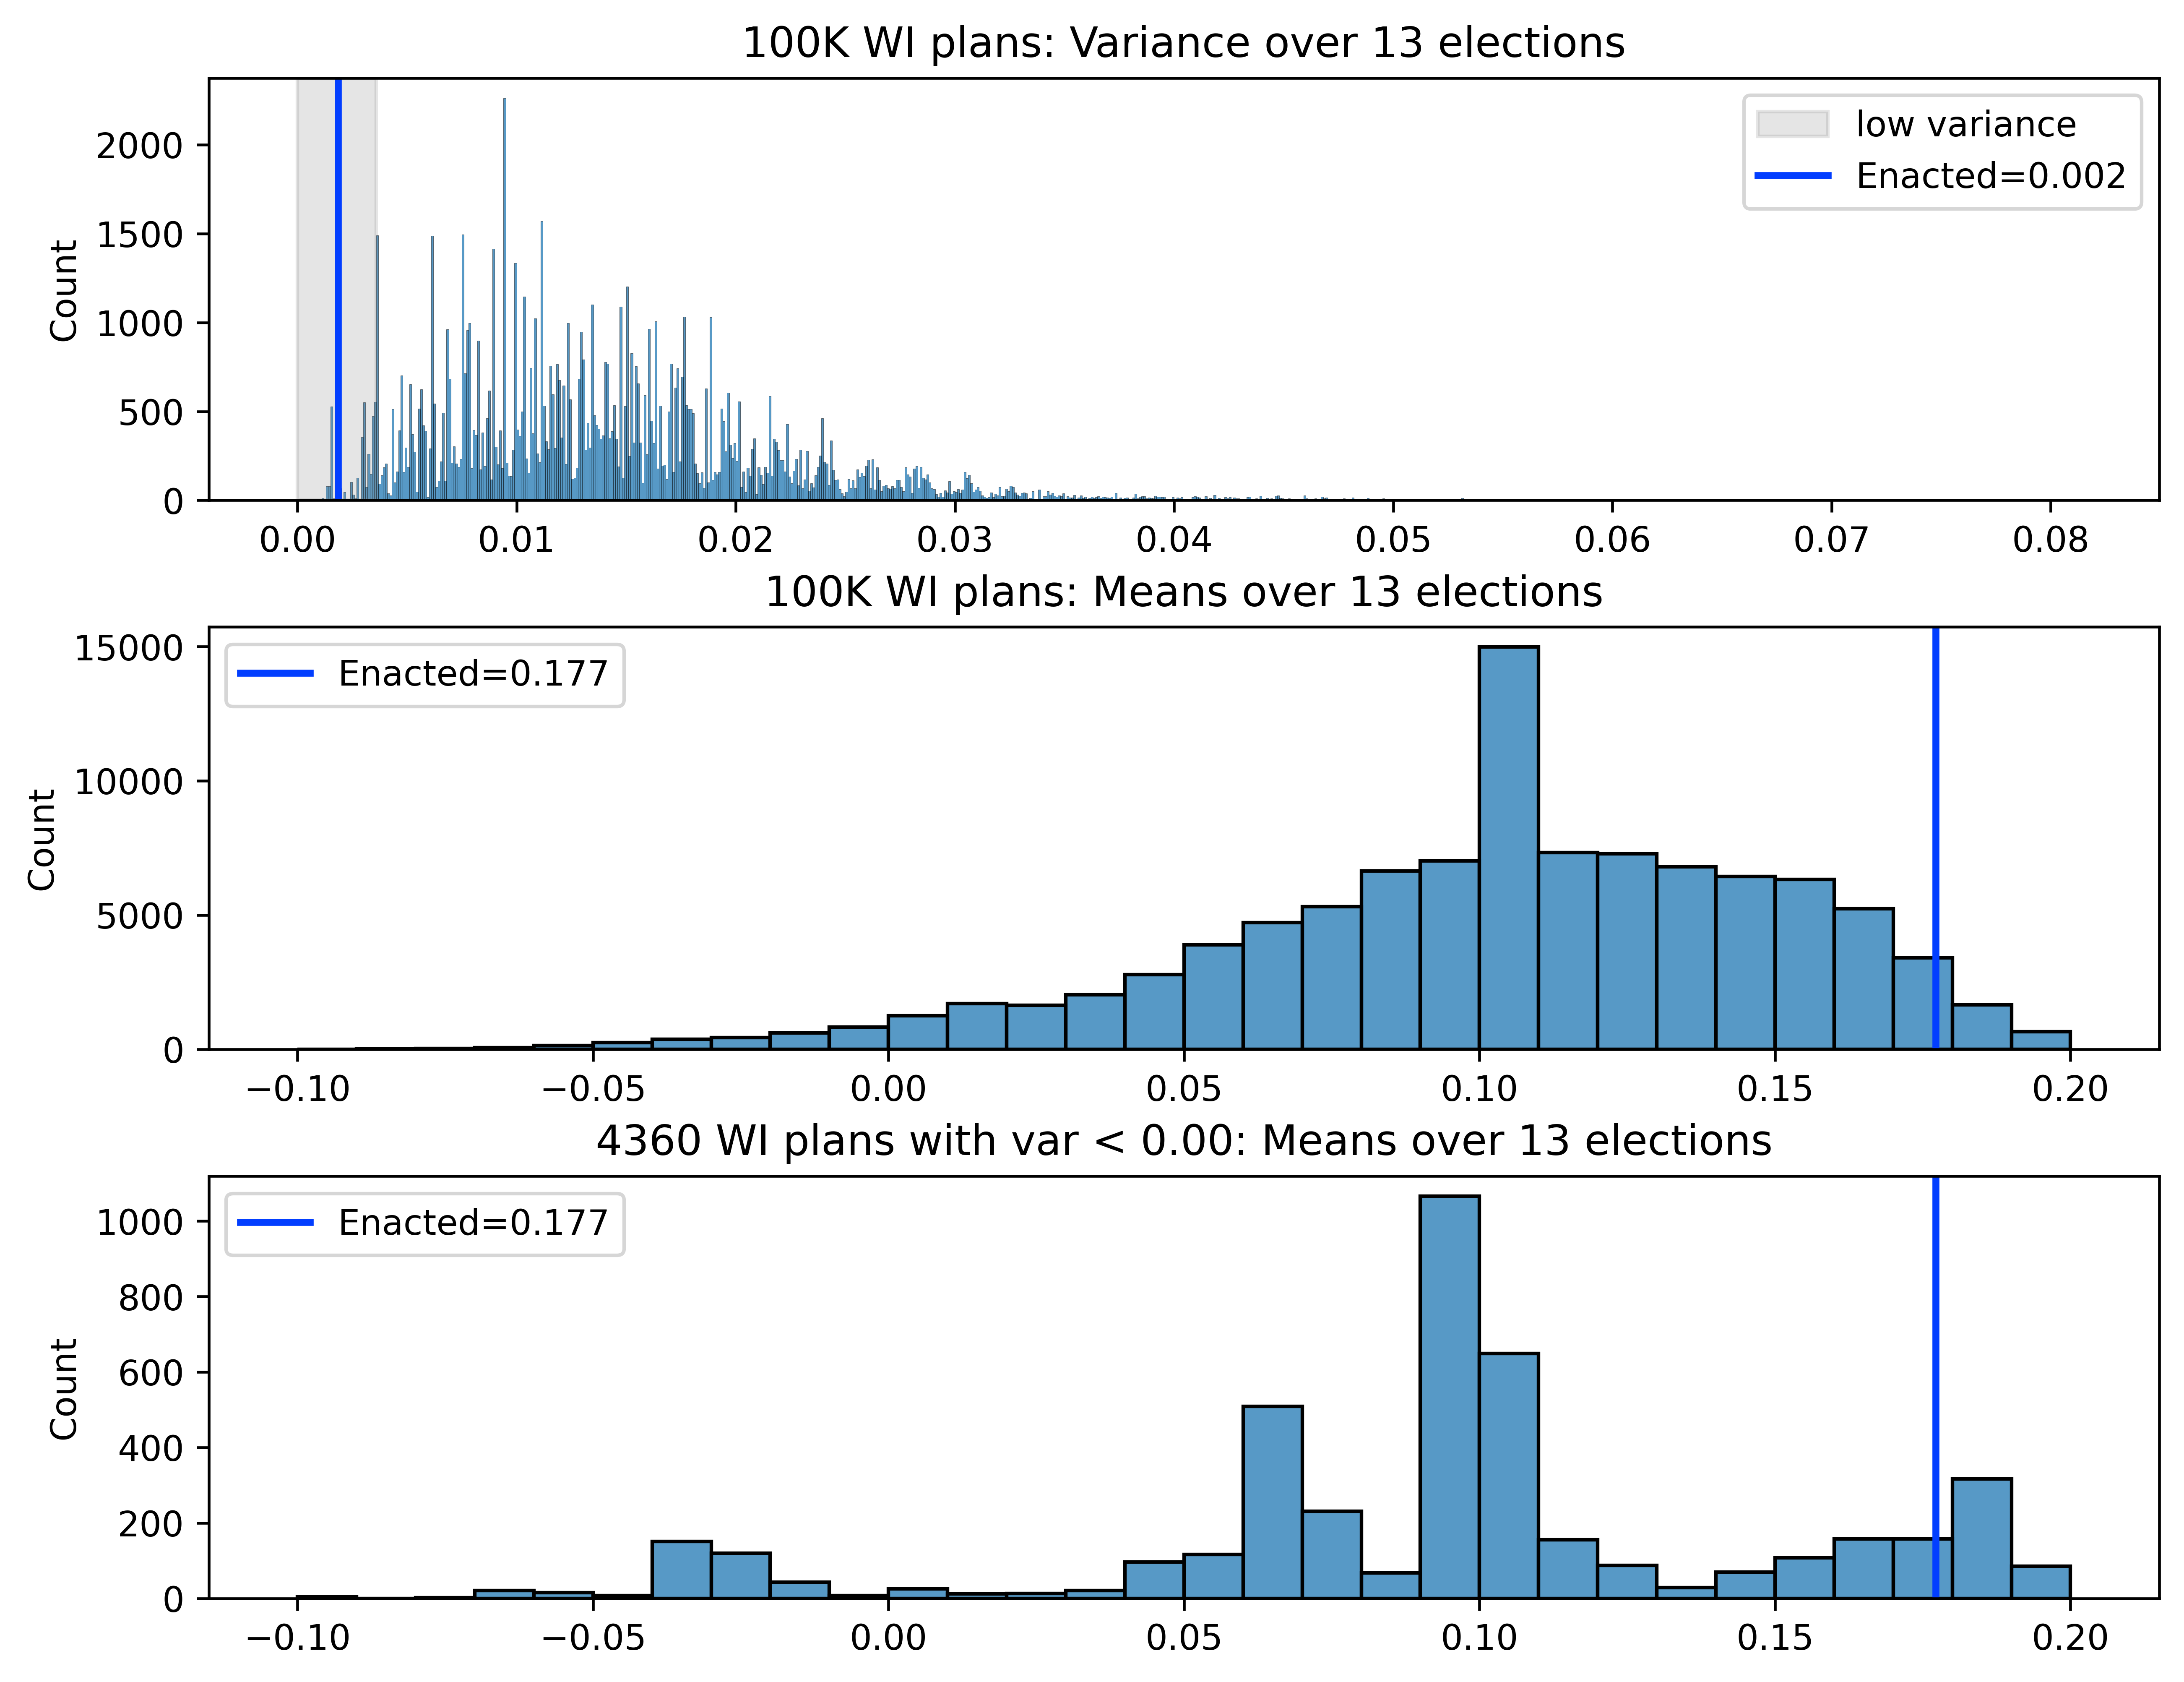 100K WI plans: Variance over 13 elections
low variance
Enacted=0.002
Count
2000
1500
1000
500
0
0.00 0.01 0.02 0.03 0.04 0.05 0.06 0.07 0.08
100K WI plans: Means over 13 elections
Enacted=0.177
Count
15000
10000
5000
0
−0.10 −0.05 0.00 0.05 0.10 0.15 0.20
4360 WI plans with var < 0.00: Means over 13 elections
Enacted=0.177
Count
1000
800
600
400
200
0
−0.10 −0.05 0.00 0.05 0.10 0.15 0.20